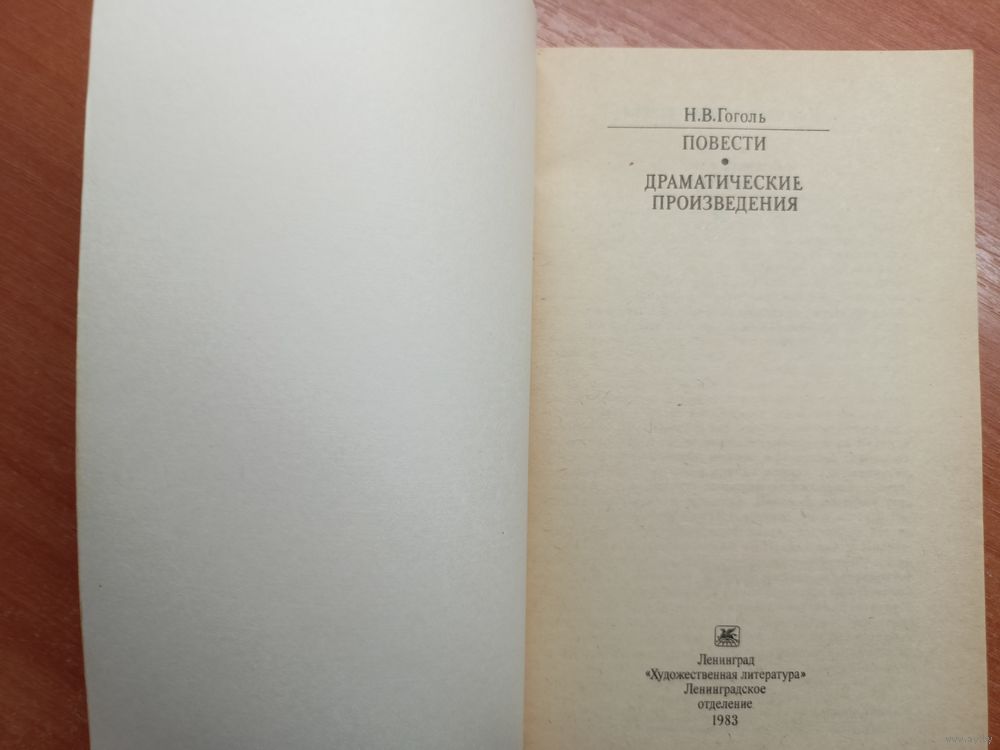 Н.В.Гоголь
ПОВЕСТИ
•
ДРАМАТИЧЕСКИЕ
ПРОИЗВЕДЕНИЯ
Ленинград
«Художественная литература»
Ленинградское
отделение
1983